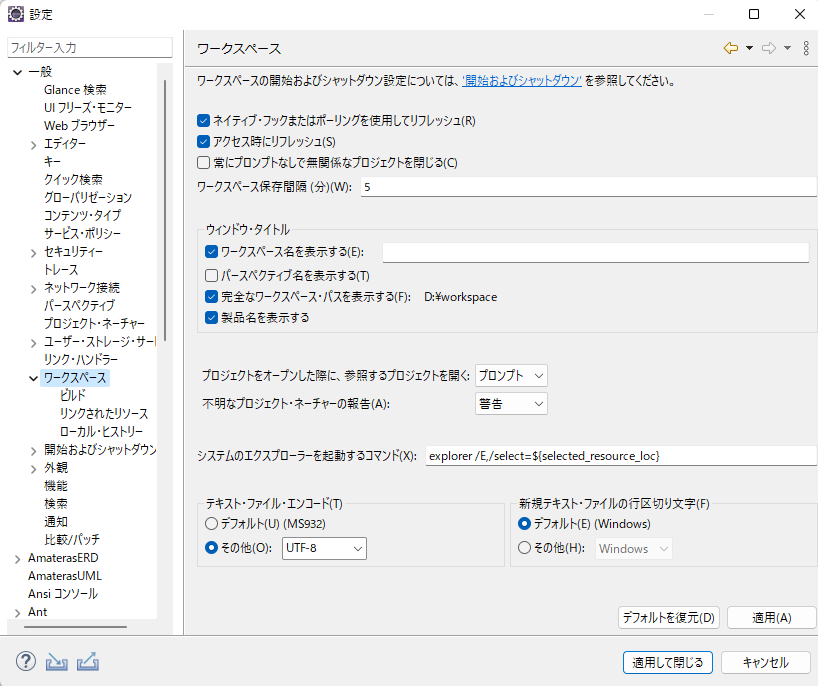 設定
フィルター入力
一般
Glance 検索
UI フリーズ・モニター
Web ブラウザー
エディター
キー
クイック検索
グローバリゼーション
コンテンツ・タイプ
サービス・ポリシー
セキュリティー
トレース
ネットワーク接続
パースペクティブ
プロジェクト・ネーチャー
ユーザー・ストレージ・サー
リンク・ハンドラー
ワークスペース
ビルド
リンクされたリソース
ローカル・ヒストリー
開始およびシャットダウン
外観
機能
検索
通知
比較/パッチ
AmaterasERD
AmaterasUML
Ansi コンソール
Ant
ワークスペース
ワークスペースの開始およびシャットダウン設定については、'開始およびシャットダウン' を参照してください。
ネイティブ・フックまたはポーリングを使用してリフレッシュ(R)
アクセス時にリフレッシュ(S)
常にプロンプトなしで無関係なプロジェクトを閉じる(C)
ワークスペース保存間隔 (分)(W): 5
ウィンドウ・タイトル
ワークスペース名を表示する(E):
パースペクティブ名を表示する(T)
完全なワークスペース・パスを表示する(F): D:¥workspace
製品名を表示する
プロジェクトをオープンした際に、参照するプロジェクトを開く: プロンプト
不明なプロジェクト・ネーチャーの報告(A): 警告
システムのエクスプローラーを起動するコマンド(X): explorer /E,/select=${selected_resource_loc}
テキスト・ファイル・エンコード(T)
デフォルト(U) (MS932)
その他(O): UTF-8
新規テキスト・ファイルの行区切り文字(F)
デフォルト(E) (Windows)
その他(H): Windows
デフォルトを復元(D) 適用(A)
? 適用して閉じる キャンセル